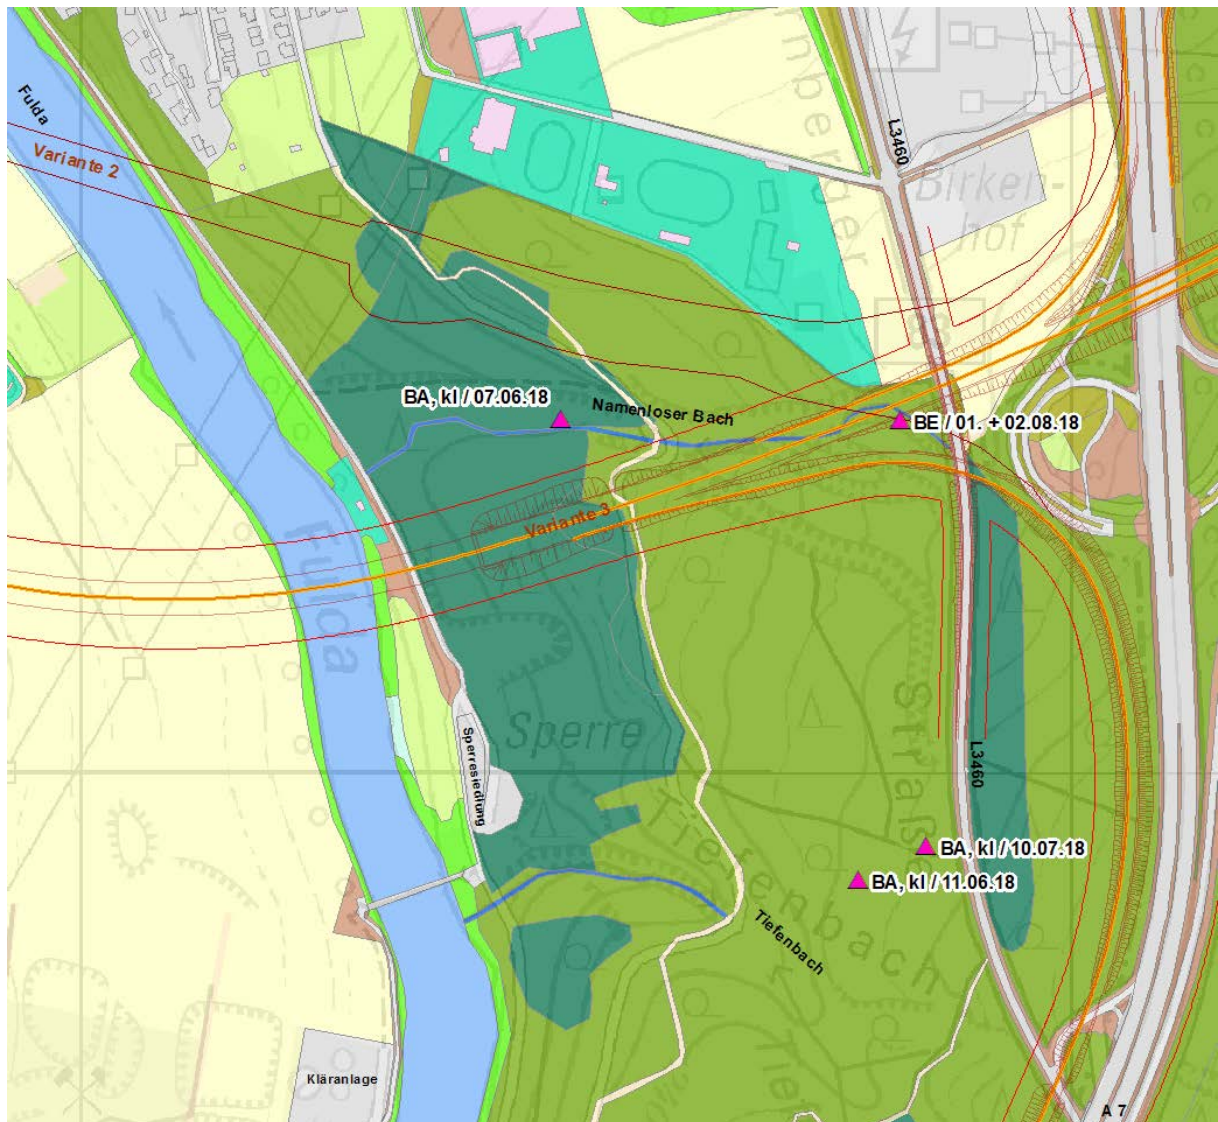 Fulda
L3460
Variante 2
Birken-
hof
88
BA, kl / 07.06.18
Namenloser Bach
BE / 01. + 02.08.18
Variante 3
Fulda
Sperre
Sperresiedlung
L3460
Straß
Tiefenbach
BA, kl / 10.07.18
BA, kl / 11.06.18
Tiefenbach
Kläranlage
A 7